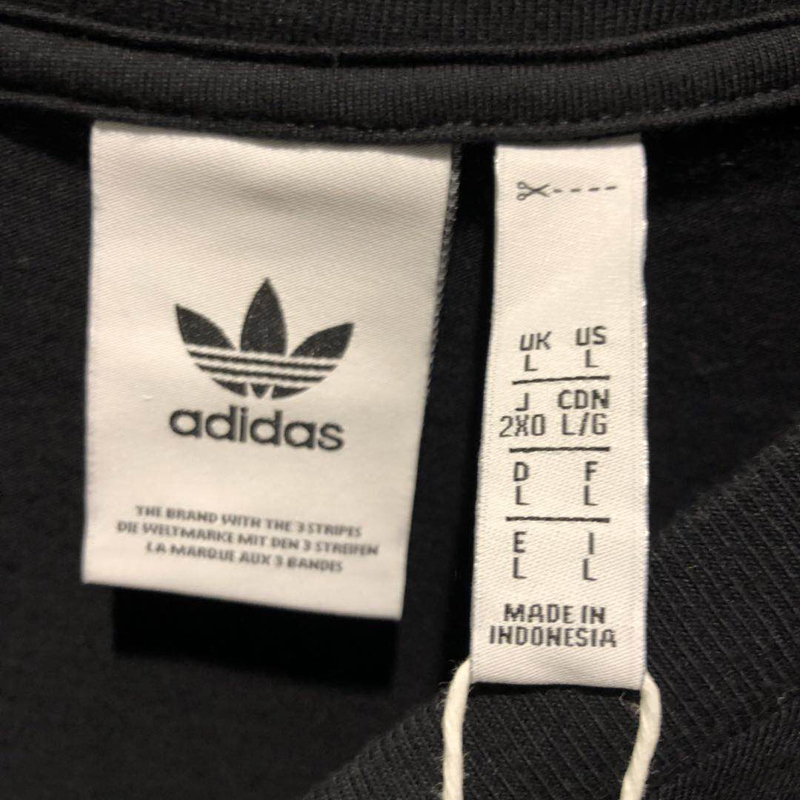 adidas
THE BRAND WITH THE 3 STRIPES
DIE WELTMARKE MIT DEN 3 STREIFEN
LA MARQUE AUX 3 BANDES
UK US
L L
J CDN
2XO L/G
D F
L L
E I
L L
MADE IN
INDONESIA